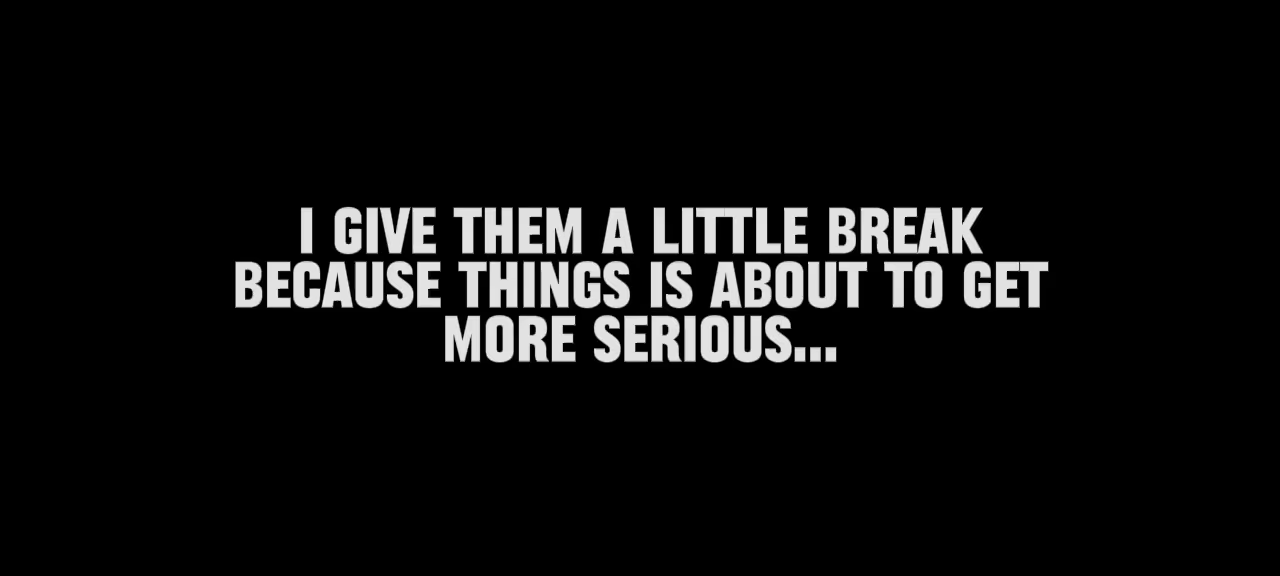 I GIVE THEM A LITTLE BREAK
BECAUSE THINGS IS ABOUT TO GET
MORE SERIOUS...